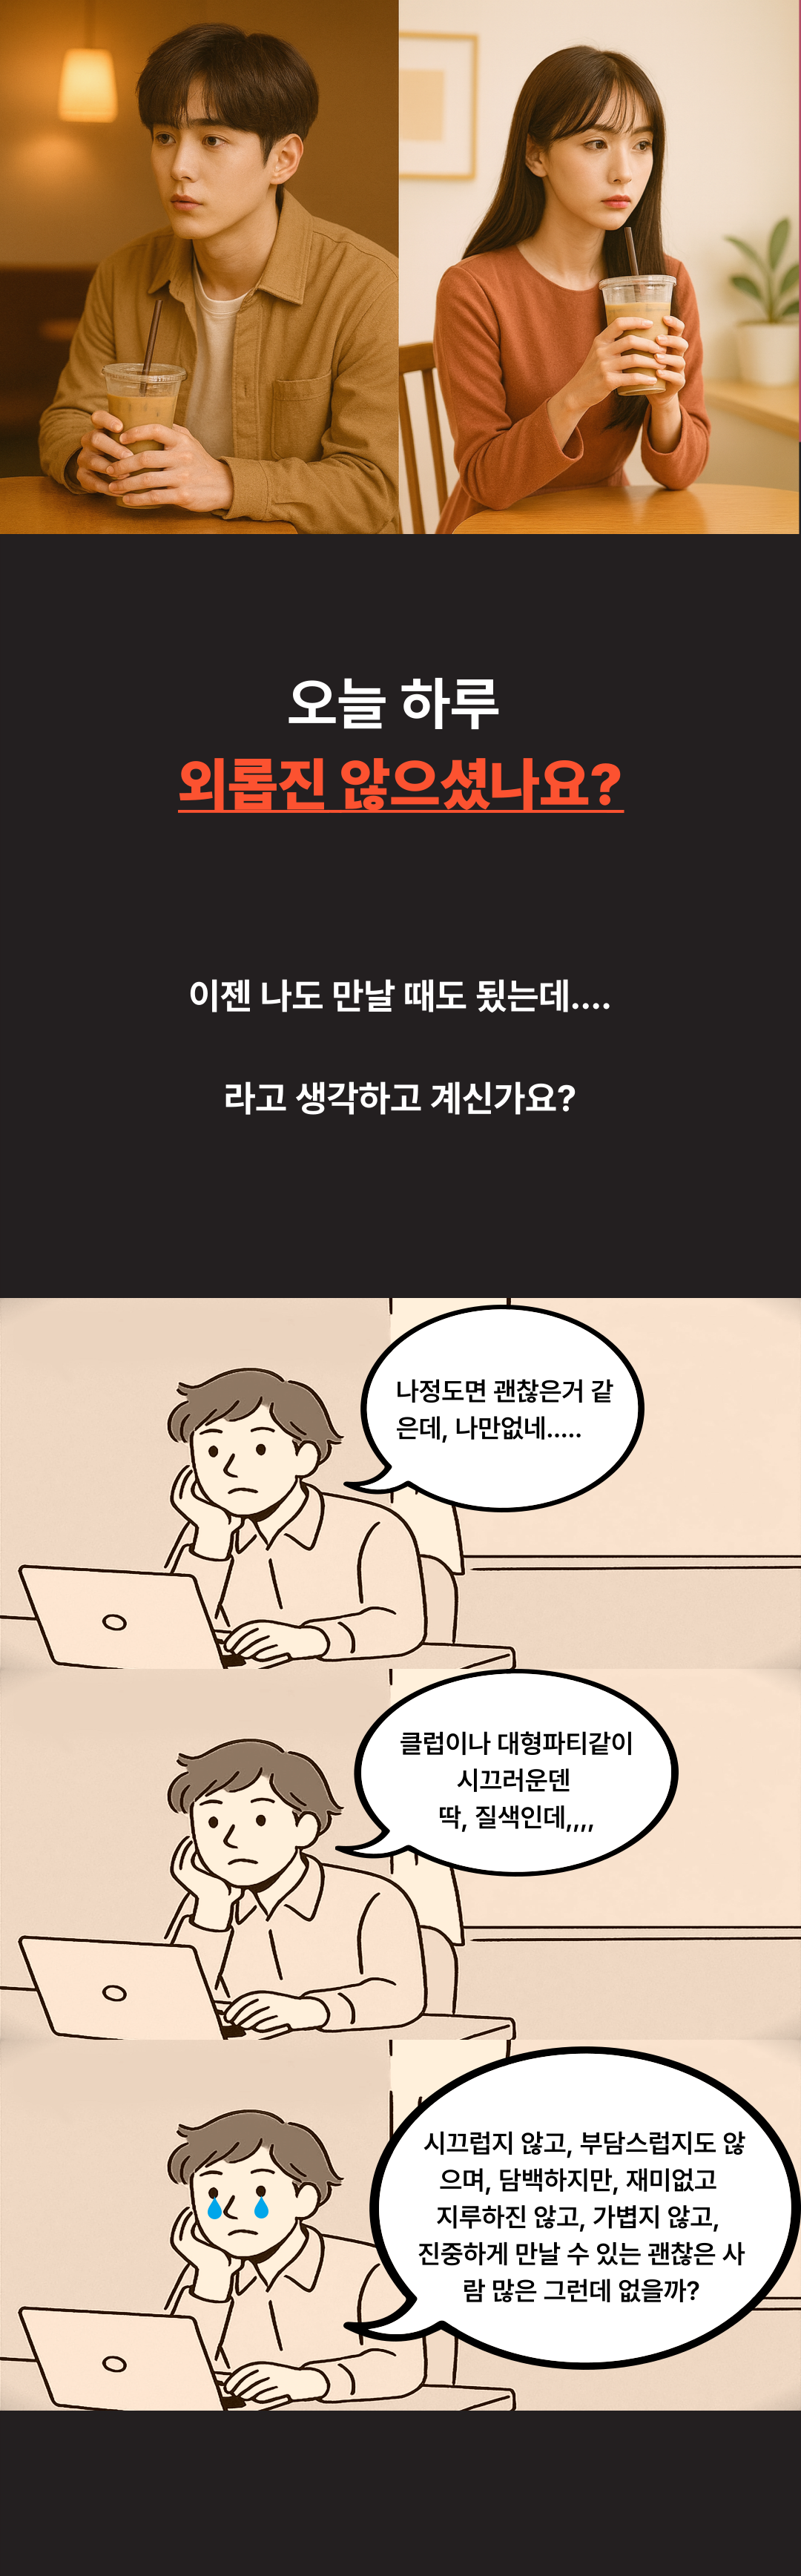 오늘 하루
외롭진 않으셨나요?
이젠 나도 만날 때도 됬는데....
라고 생각하고 계신가요?
나정도면 괜찮은거 같
은데, 나만없네.....
클럽이나 대형파티같이
시끄러운덴
딱, 질색인데,,,,
시끄럽지 않고, 부담스럽지도 않
으며, 담백하지만, 재미없고
지루하진 않고, 가볍지 않고,
진중하게 만날 수 있는 괜찮은 사
람 많은 그런데 없을까?